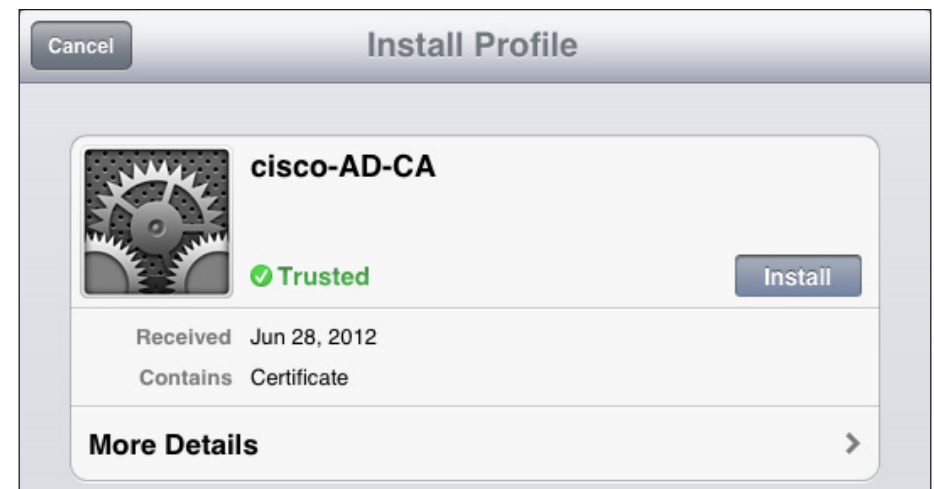 Cancel
Install Profile
cisco-AD-CA
Trusted
Install
Received Jun 28, 2012
Contains Certificate
More Details